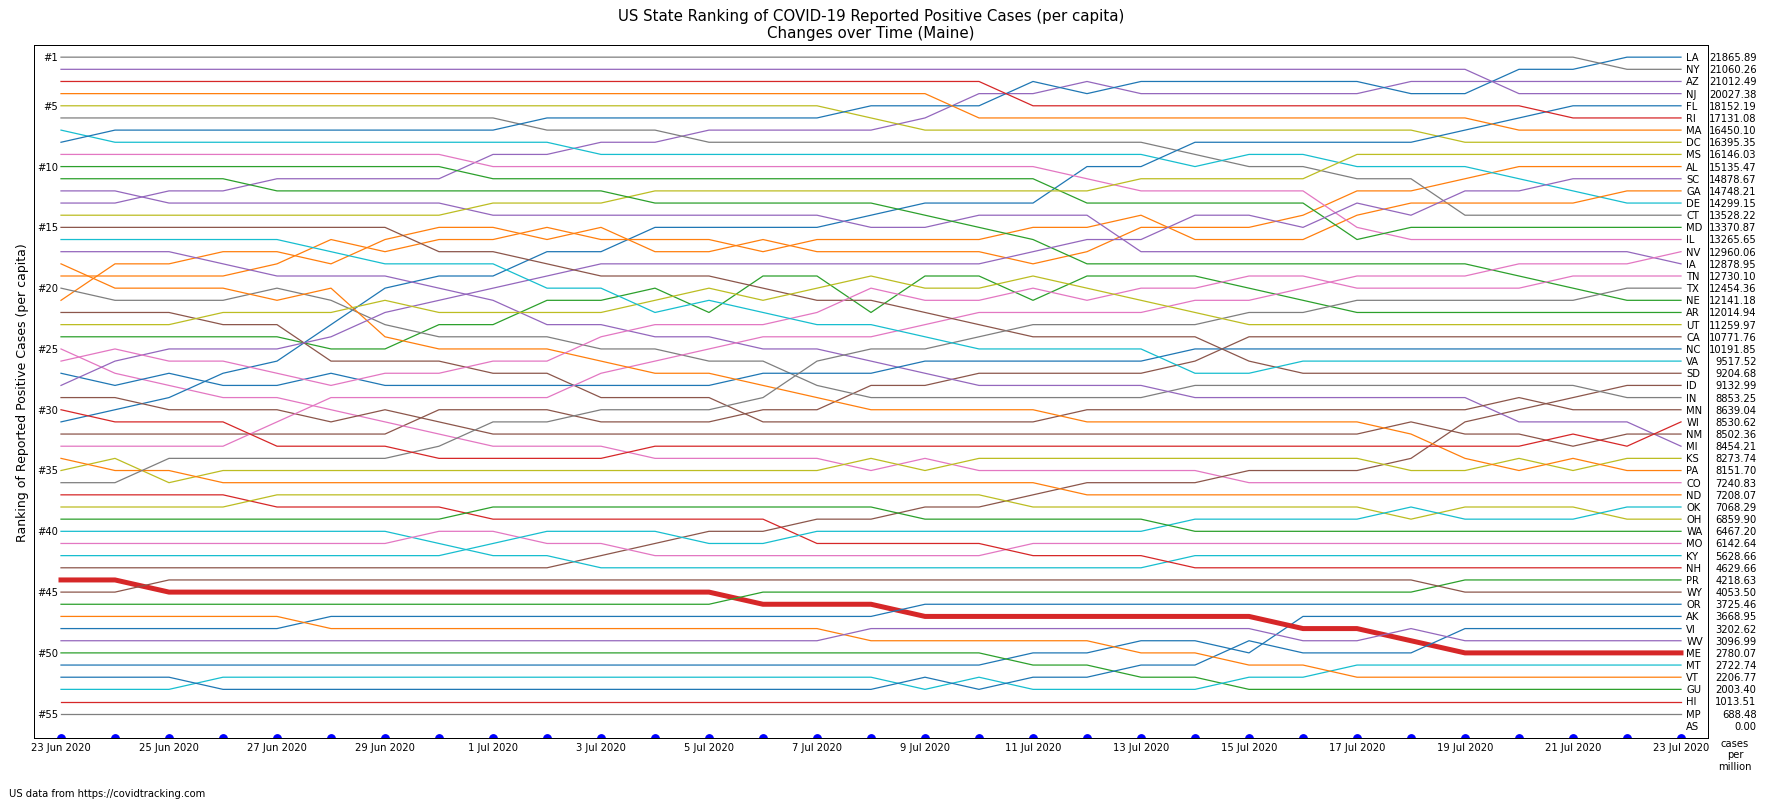 US State Ranking of COVID-19 Reported Positive Cases (per capita)
Changes over Time (Maine)
Ranking of Reported Positive Cases (per capita)
#1
#5
#10
#15
#20
#25
#30
#35
#40
#45
#50
#55
LA 21865.89
NY 21060.26
AZ 21012.49
NJ 20027.38
FL 18152.19
RI 17131.08
MA 16450.10
DC 16395.35
MS 16146.03
AL 15135.47
SC 14878.67
GA 14748.21
DE 14299.15
CT 13528.22
MD 13370.87
IL 13265.65
NV 12960.06
IA 12878.95
TN 12730.10
TX 12454.36
NE 12141.18
AR 12014.94
UT 11259.97
CA 10771.76
NC 10191.85
VA 9517.52
SD 9204.68
ID 9132.99
IN 8853.25
MN 8639.04
WI 8530.62
NM 8502.36
MI 8454.21
KS 8273.74
PA 8151.70
CO 7240.83
ND 7208.07
OK 7068.29
OH 6859.90
WA 6467.20
MO 6142.64
KY 5628.66
NH 4629.66
PR 4218.63
WY 4053.50
OR 3725.46
AK 3668.95
VI 3202.62
WV 3096.99
ME 2780.07
MT 2722.74
VT 2206.77
GU 2003.40
HI 1013.51
MP 688.48
AS 0.00
23 Jun 2020 25 Jun 2020 27 Jun 2020 29 Jun 2020 1 Jul 2020 3 Jul 2020 5 Jul 2020 7 Jul 2020 9 Jul 2020 11 Jul 2020 13 Jul 2020 15 Jul 2020 17 Jul 2020 19 Jul 2020 21 Jul 2020 23 Jul 2020
cases
per
million
US data from https://covidtracking.com